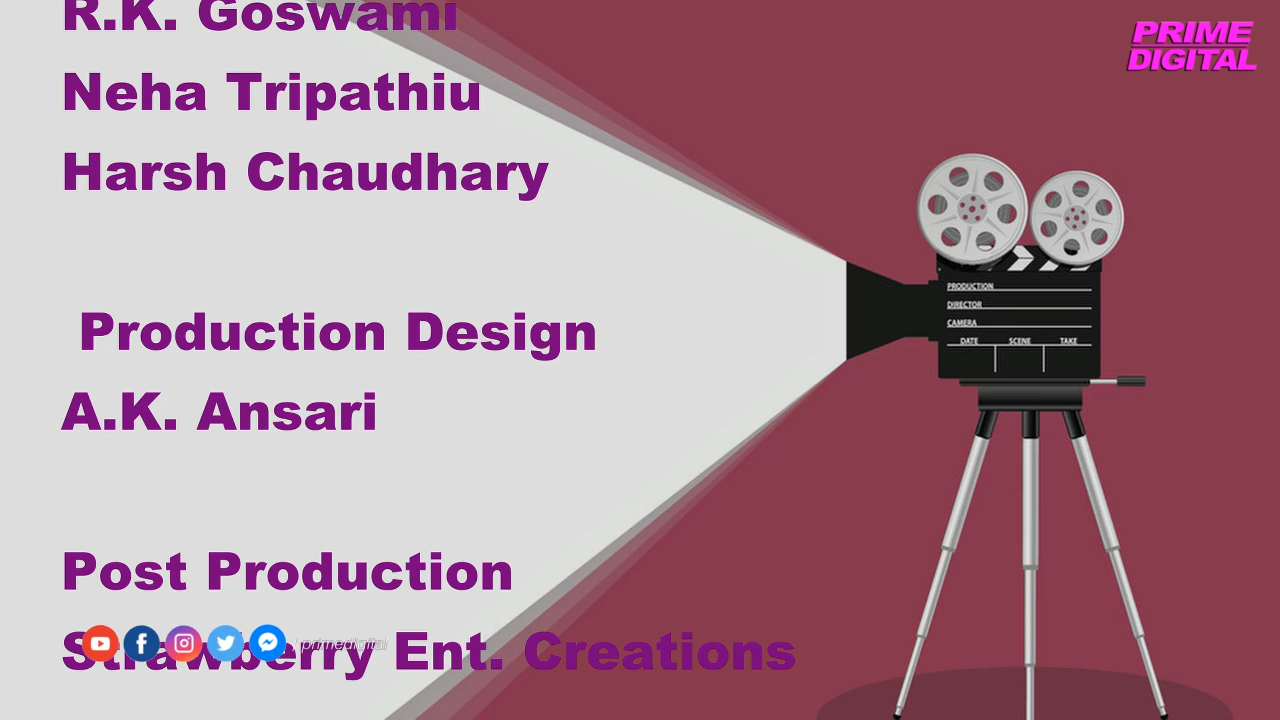 R.K. Goswami
Neha Tripathiu
Harsh Chaudhary
Production Design
A.K. Ansari
Post Production
Strawberry Ent. Creations
/ primedigital
PRIME
DIGITAL
PRODUCTION
DIRECTOR
CAMERA
DATE SCENE TAKE